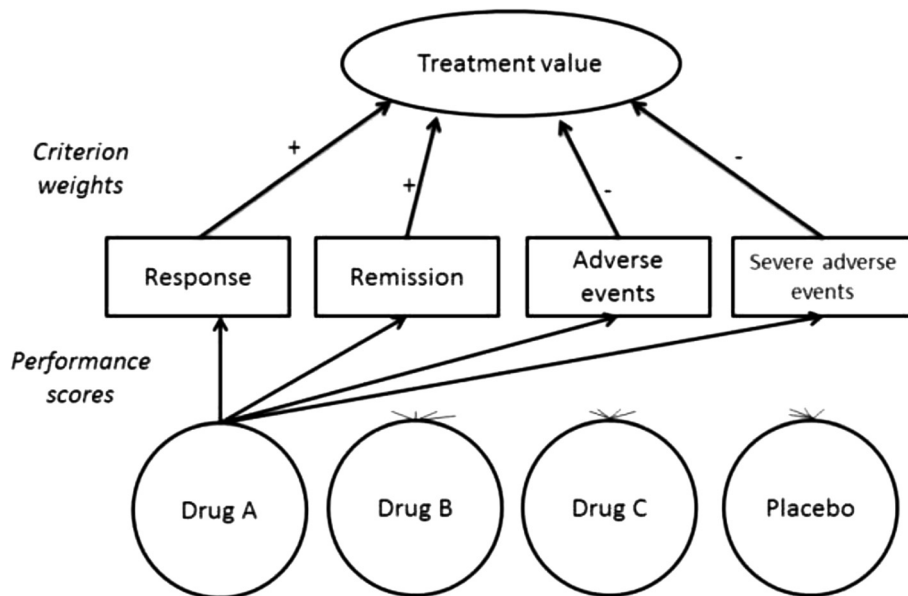 Treatment value
Criterion
weights
+
+
-
-
Response
Remission
Adverse
events
Severe adverse
events
Performance
scores
Drug A
Drug B
Drug C
Placebo